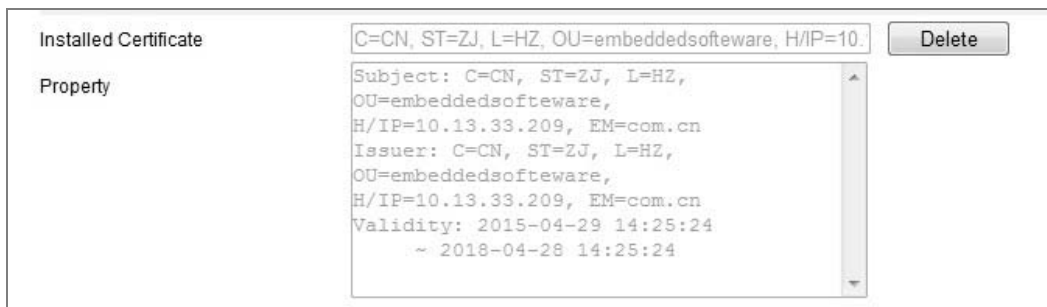 Installed Certificate
C=CN, ST=ZJ, L=HZ, OU=embeddedsofteware, H/IP=10.
Delete
Property
Subject: C=CN, ST=ZJ, L=HZ,
OU=embeddedsofteware,
H/IP=10.13.33.209, EM=com.cn
Issuer: C=CN, ST=ZJ, L=HZ,
OU=embeddedsofteware,
H/IP=10.13.33.209, EM=com.cn
Validity: 2015-04-29 14:25:24
~ 2018-04-28 14:25:24